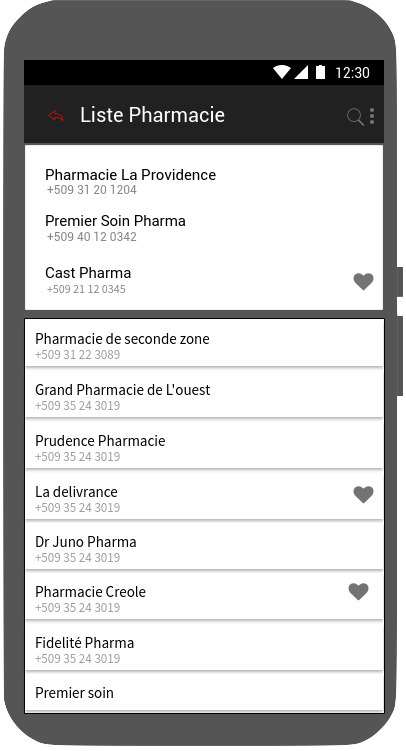 12:30
Liste Pharmacie
Pharmacie La Providence
+509 31 20 1204
Premier Soin Pharma
+509 40 12 0342
Cast Pharma
+509 21 12 0345
Pharmacie de seconde zone
+509 31 22 3089
Grand Pharmacie de L'ouest
+509 35 24 3019
Prudence Pharmacie
+509 35 24 3019
La delivrance
+509 35 24 3019
Dr Juno Pharma
+509 35 24 3019
Pharmacie Creole
+509 35 24 3019
Fidelité Pharma
+509 35 24 3019
Premier soin